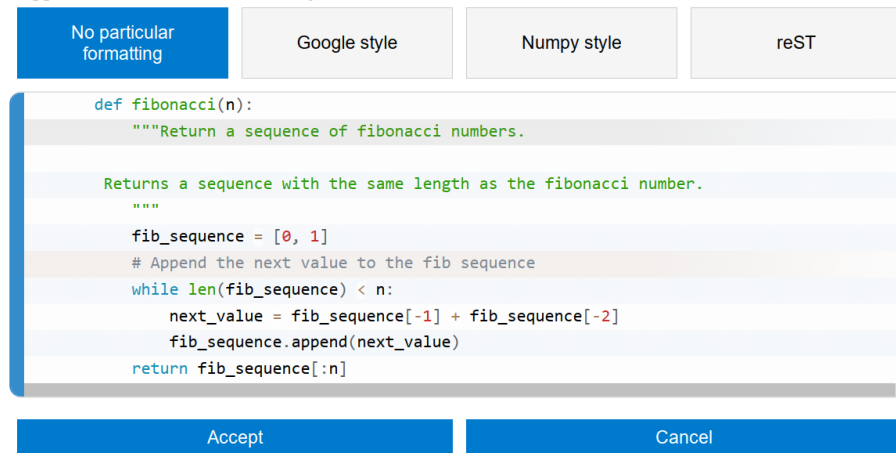 No particular
formatting
Google style
Numpy style
reST
def fibonacci(n):
"""Return a sequence of fibonacci numbers.
Returns a sequence with the same length as the fibonacci number.
"""
fib_sequence = [0, 1]
# Append the next value to the fib sequence
while len(fib_sequence) < n:
next_value = fib_sequence[-1] + fib_sequence[-2]
fib_sequence.append(next_value)
return fib_sequence[:n]
Accept
Cancel